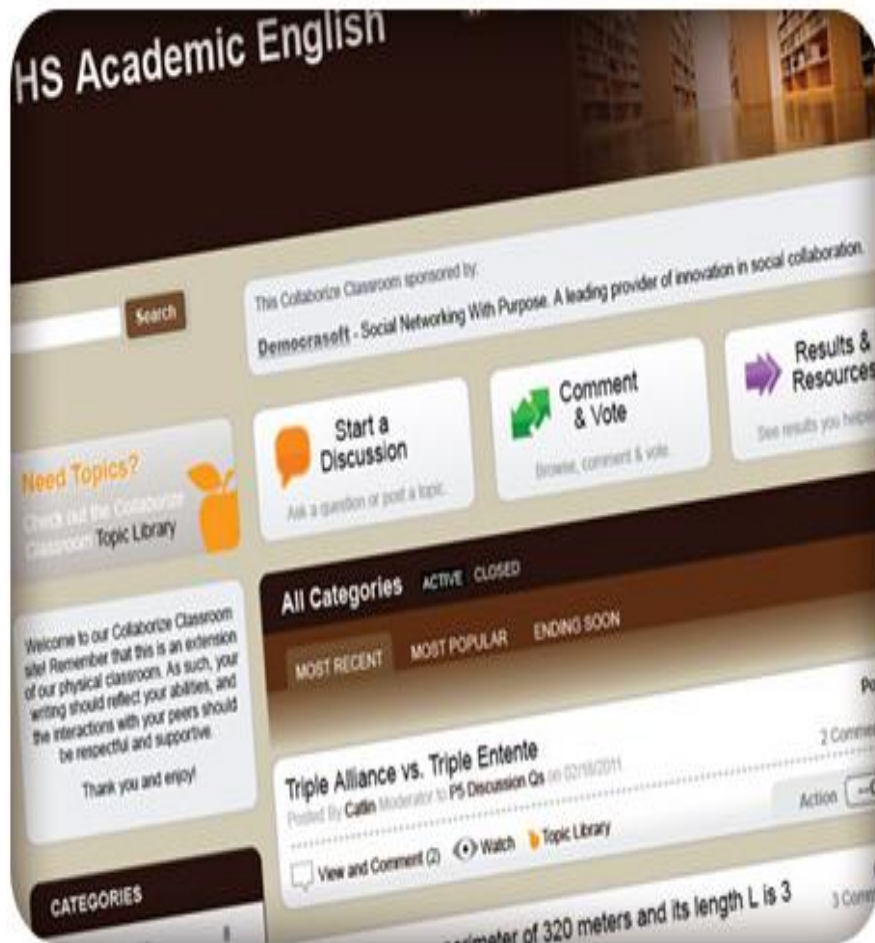 HS Academic English
Search
This Collaborize Classroom sponsored by:
Democrasoft - Social Networking With Purpose. A leading provider of innovation in social collaboration.
Need Topics?
Check out the Collaborize
Classroom Topic Library
Start a
Discussion
Ask a question or post a topic.
Comment
& Vote
Browse, comment & vote.
Results &
Resources
See results you helped
Welcome to our Collaborize Classroom
site! Remember that this is an extension
of our physical classroom. As such, your
writing should reflect your abilities, and
the interactions with your peers should
be respectful and supportive.
Thank you and enjoy!
All Categories ACTIVE CLOSED
MOST RECENT MOST POPULAR ENDING SOON
Triple Alliance vs. Triple Entente
Posted By Catlin Moderator to P5 Discussion Qs on 02/18/2011
2 Comme
Action
View and Comment (2) Watch Topic Library
CATEGORIES
rimeter of 320 meters and its length L is 3
3 Comm